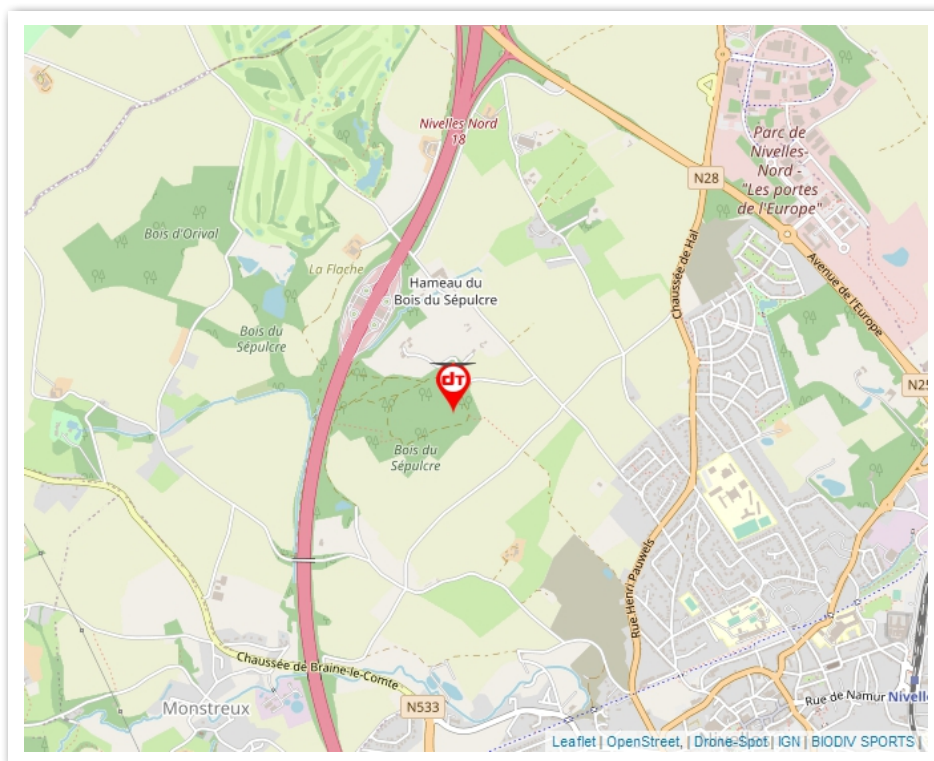 Nivelles Nord
18
Parc de
Nivelles-
Nord -
"Les portes
de l'Europe"
N28
Bois d'Orival
Chaussée de Hal
La Flache
Hameau du
Bois du Sépulcre
Avenue de l'Europe
Bois du
Sépulcre
dT
N25
Bois du
Sépulcre
Rue Henri Pauwels
Chaussée de Braine-le-Comte
Monstreux
N533
Rue de Namur
Nivelle
Leaflet | OpenStreet, | Drone-Spot | IGN | BIODIV SPORTS |